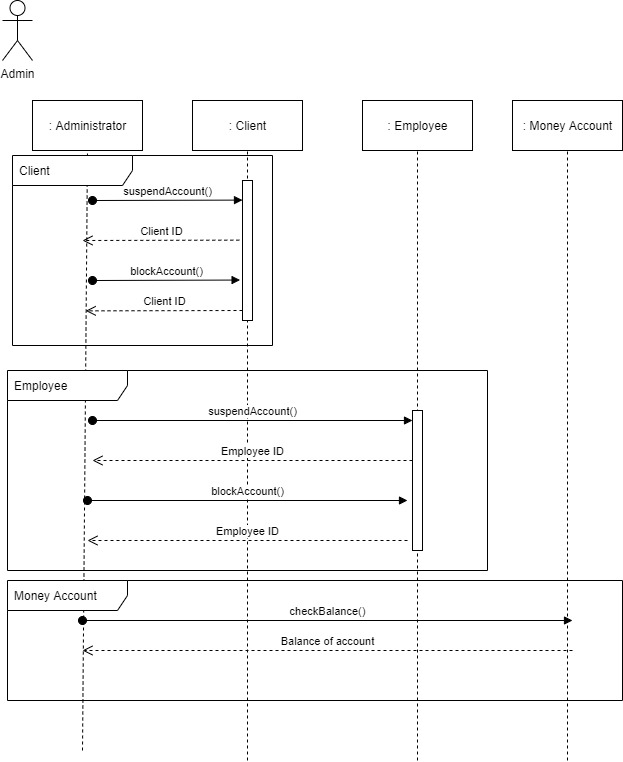 Admin
: Administrator
: Client
: Employee
: Money Account
Client
suspendAccount()
Client ID
blockAccount()
Client ID
Employee
suspendAccount()
Employee ID
blockAccount()
Employee ID
Money Account
checkBalance()
Balance of account